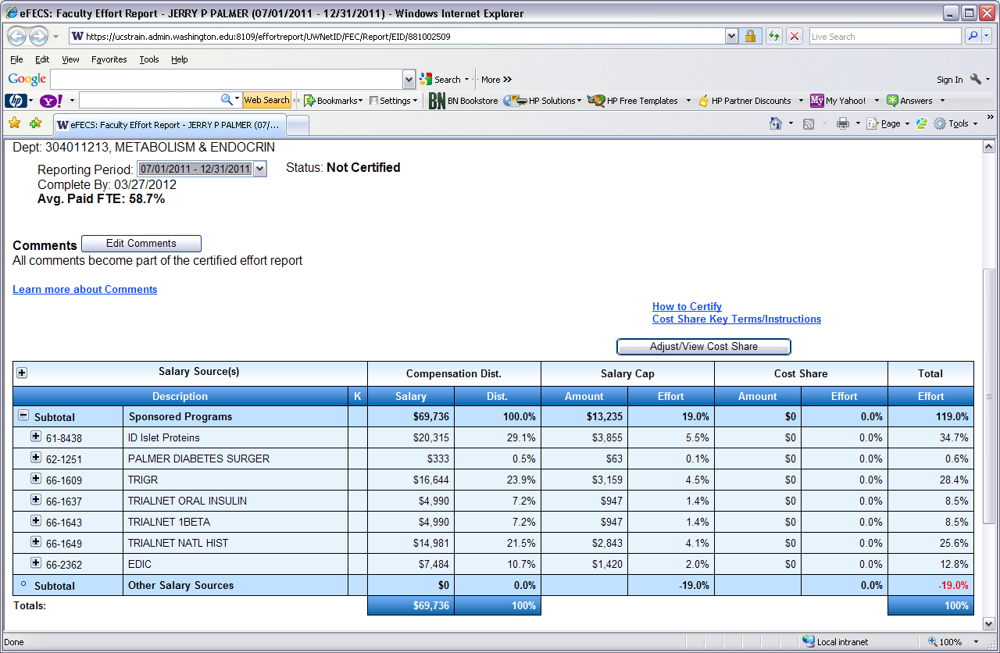 eFECS: Faculty Effort Report - JERRY P PALMER (07/01/2011 - 12/31/2011) - Windows Internet Explorer
W https://ucstrain.admin.washington.edu:8109/effortreport/UWNetID/FEC/Report/EID/881002509 Live Search
File Edit View Favorites Tools Help
Google Search More >> Sign In
hp Y! Web Search Bookmarks Settings BN BN Bookstore HP Solutions HP Free Templates HP Partner Discounts My My Yahoo! Answers
W eFECS: Faculty Effort Report - JERRY P PALMER (07/... Page Tools >>
Dept: 304011213, METABOLISM & ENDOCRIN
Reporting Period: 07/01/2011 - 12/31/2011 Status: Not Certified
Complete By: 03/27/2012
Avg. Paid FTE: 58.7%
Comments Edit Comments
All comments become part of the certified effort report
Learn more about Comments
How to Certify
Cost Share Key Terms/Instructions
Adjust/View Cost Share
Salary Source(s) Compensation Dist. Salary Cap Cost Share Total
Description K Salary Dist. Amount Effort Amount Effort Effort
Subtotal Sponsored Programs $69,736 100.0% $13,235 19.0% $0 0.0% 119.0%
61-8438 ID Islet Proteins $20,315 29.1% $3,855 5.5% $0 0.0% 34.7%
62-1251 PALMER DIABETES SURGER $333 0.5% $63 0.1% $0 0.0% 0.6%
66-1609 TRIGR $16,644 23.9% $3,159 4.5% $0 0.0% 28.4%
66-1637 TRIALNET ORAL INSULIN $4,990 7.2% $947 1.4% $0 0.0% 8.5%
66-1643 TRIALNET 1BETA $4,990 7.2% $947 1.4% $0 0.0% 8.5%
66-1649 TRIALNET NATL HIST $14,981 21.5% $2,843 4.1% $0 0.0% 25.6%
66-2362 EDIC $7,484 10.7% $1,420 2.0% $0 0.0% 12.8%
Subtotal Other Salary Sources $0 0.0% -19.0% 0.0% -19.0%
Totals: $69,736 100% 100%
Done Local intranet 100%